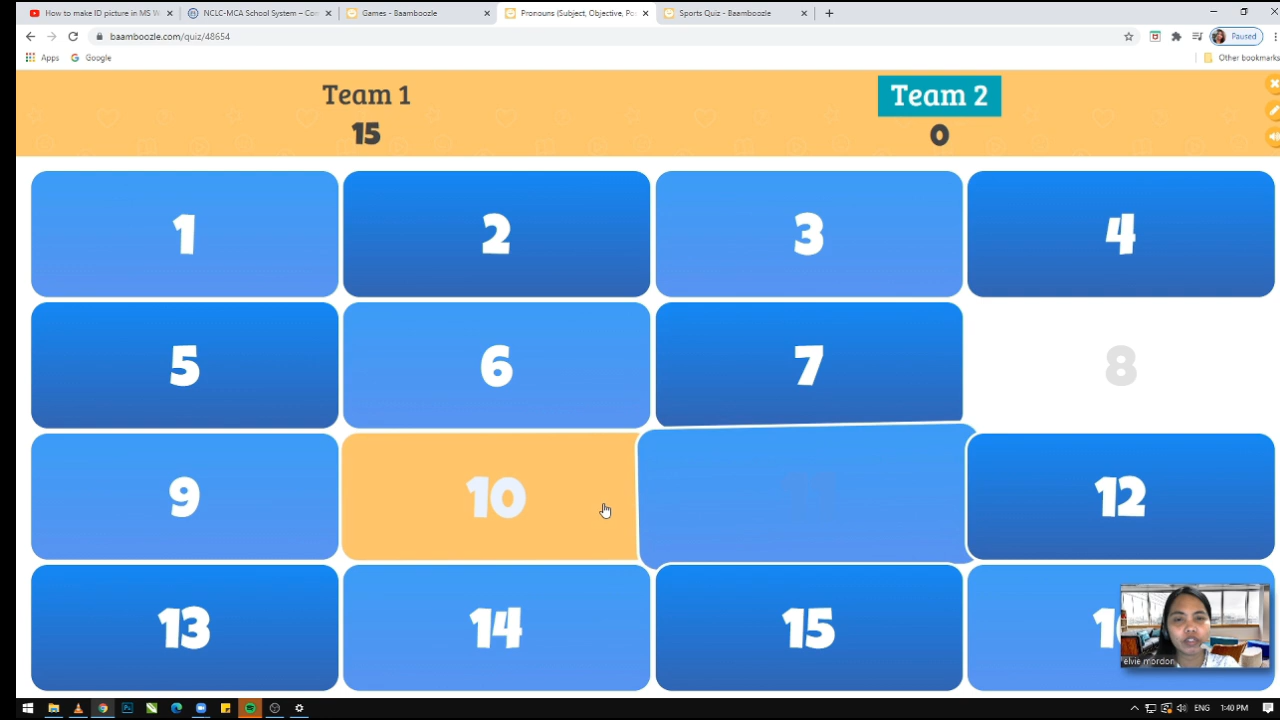 How to make ID picture in MS W
NCLC-MCA School System – Com
Games - Baamboozle
Pronouns (Subject, Objective, Po
Sports Quiz - Baamboozle
baamboozle.com/quiz/48654
Paused
Apps
Google
Other bookmarks
Team 1
15
Team 2
0
1
2
3
4
5
6
7
8
9
10
12
13
14
15
elvie mordon
ENG
1:40 PM